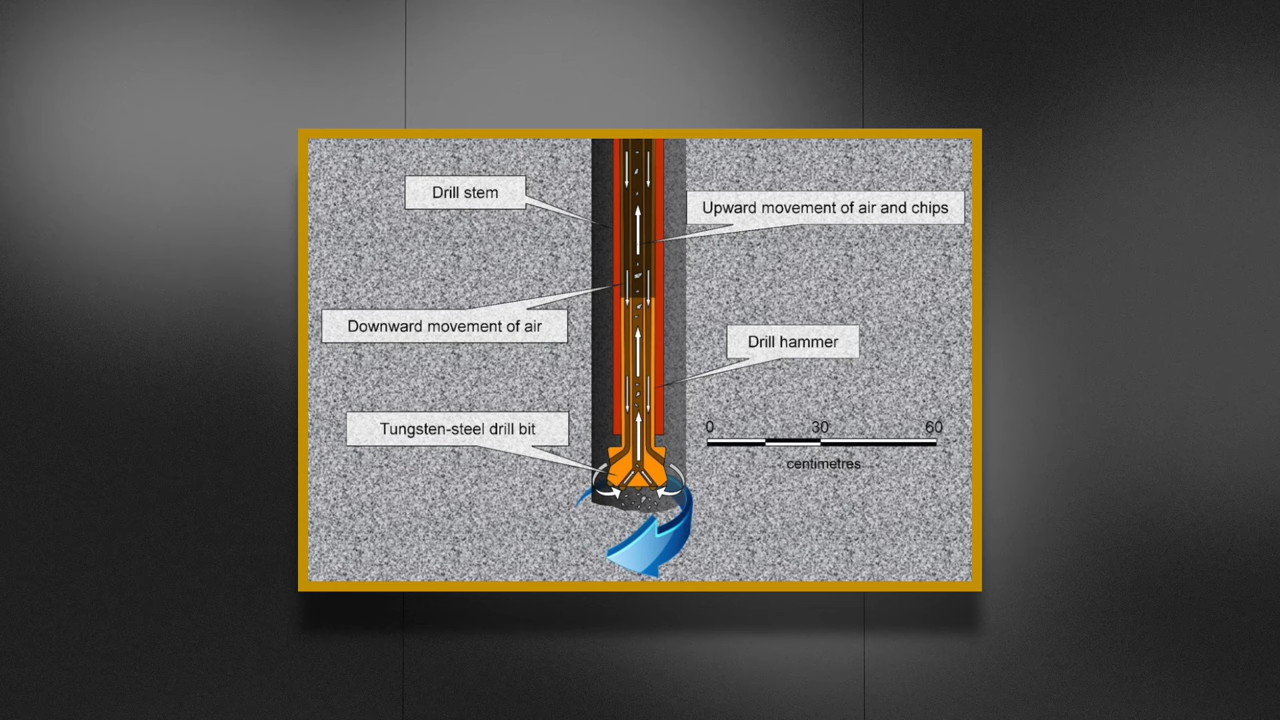 Drill stem
Upward movement of air and chips
Downward movement of air
Drill hammer
Tungsten-steel drill bit
0 30 60
centimetres